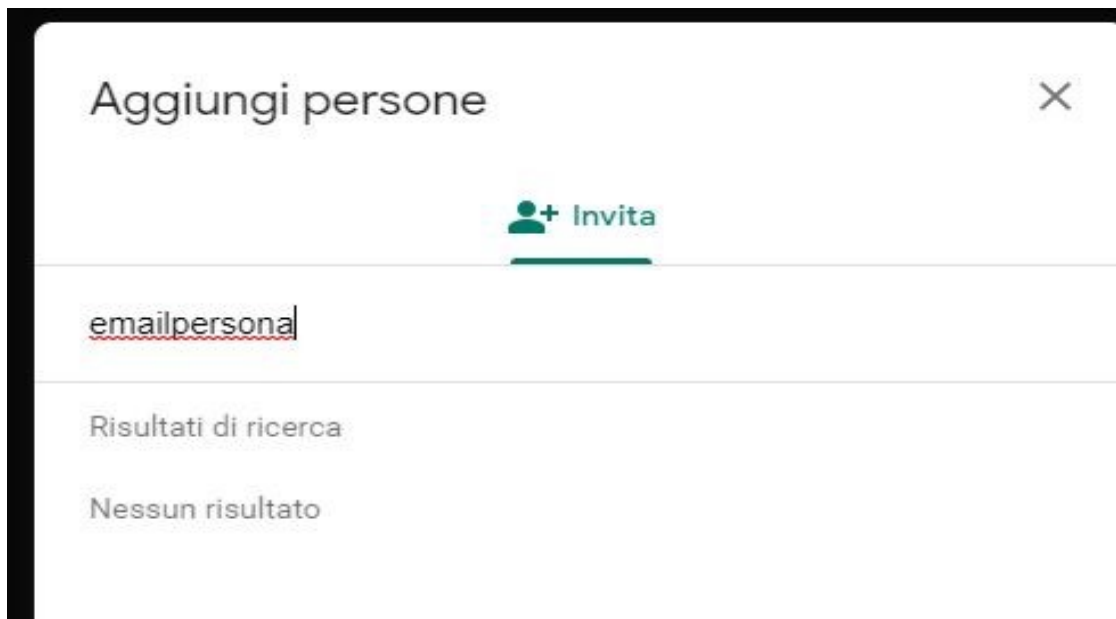 Aggiungi persone
Invita
emailpersona
Risultati di ricerca
Nessun risultato